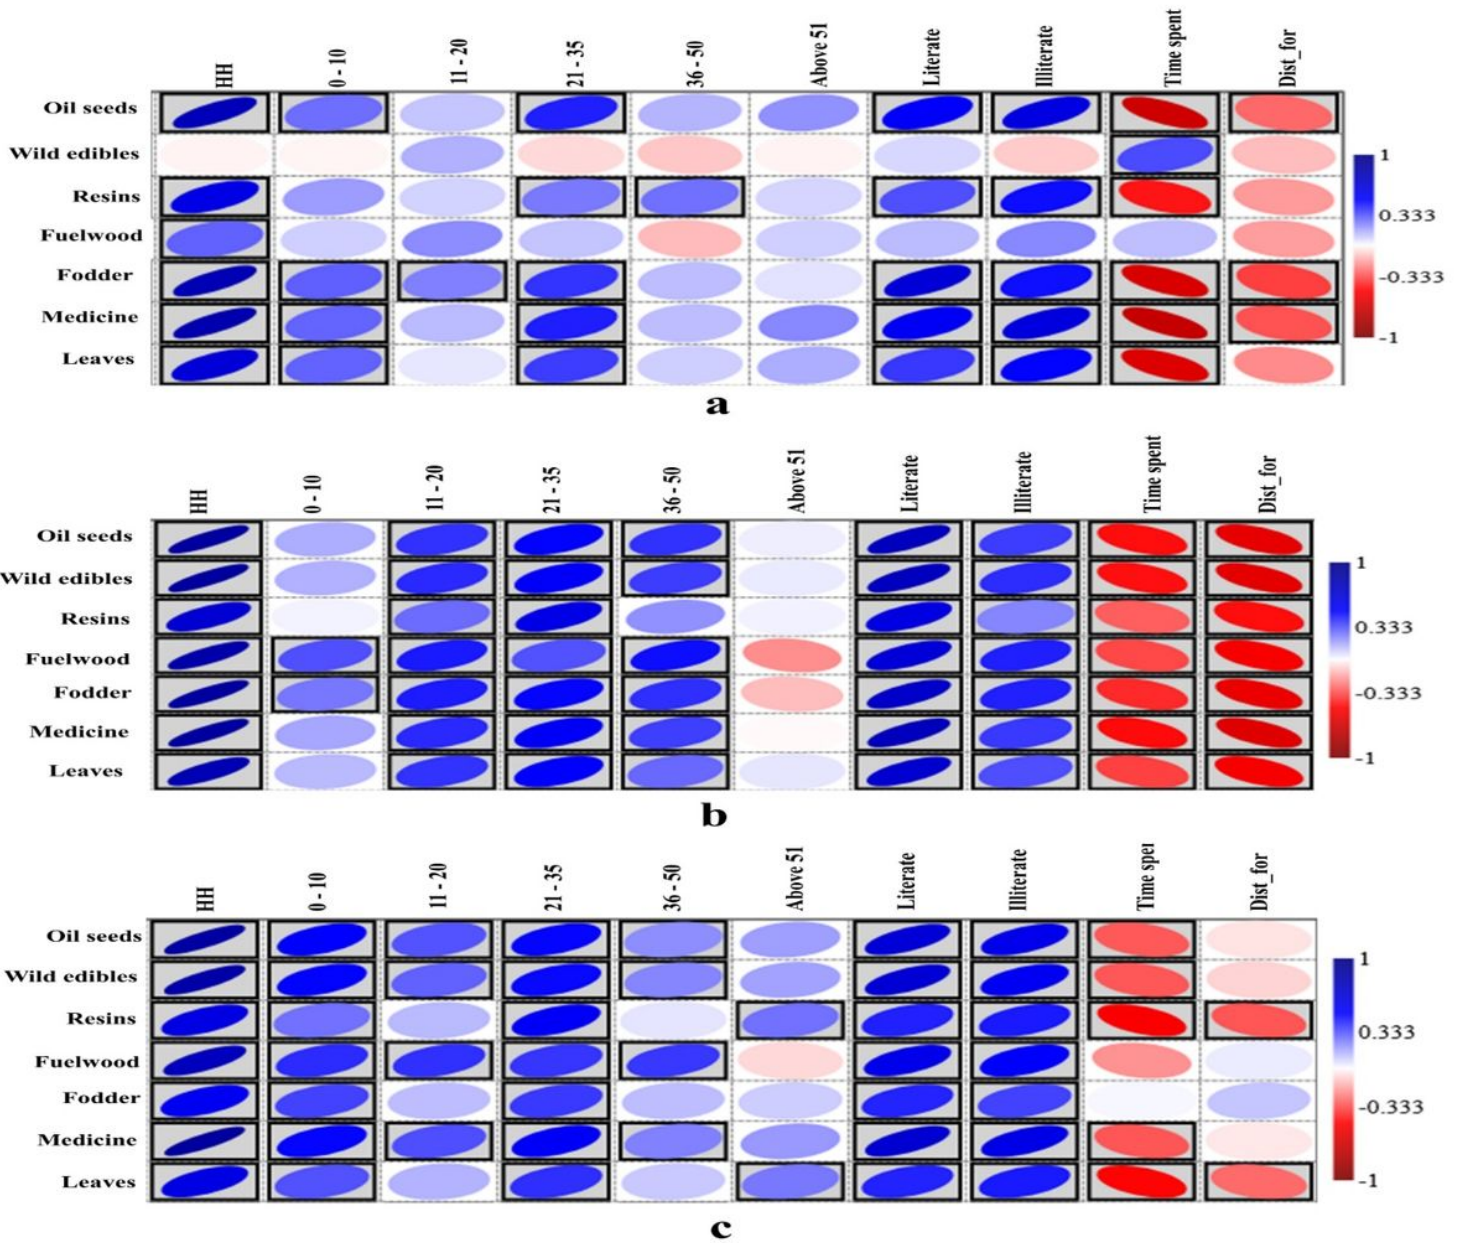 HH 0 - 10 11 - 20 21 - 35 36 - 50 Above 51 Literate Illiterate Time spent Dist_for
Oil seeds
Wild edibles
Resins
Fuelwood
Fodder
Medicine
Leaves
1
0.333
-0.333
-1
a
HH 0 - 10 11 - 20 21 - 35 36 - 50 Above 51 Literate Illiterate Time spent Dist_for
Oil seeds
Wild edibles
Resins
Fuelwood
Fodder
Medicine
Leaves
1
0.333
-0.333
-1
b
HH 0 - 10 11 - 20 21 - 35 36 - 50 Above 51 Literate Illiterate Time spei Dist_for
Oil seeds
Wild edibles
Resins
Fuelwood
Fodder
Medicine
Leaves
1
0.333
-0.333
-1
c